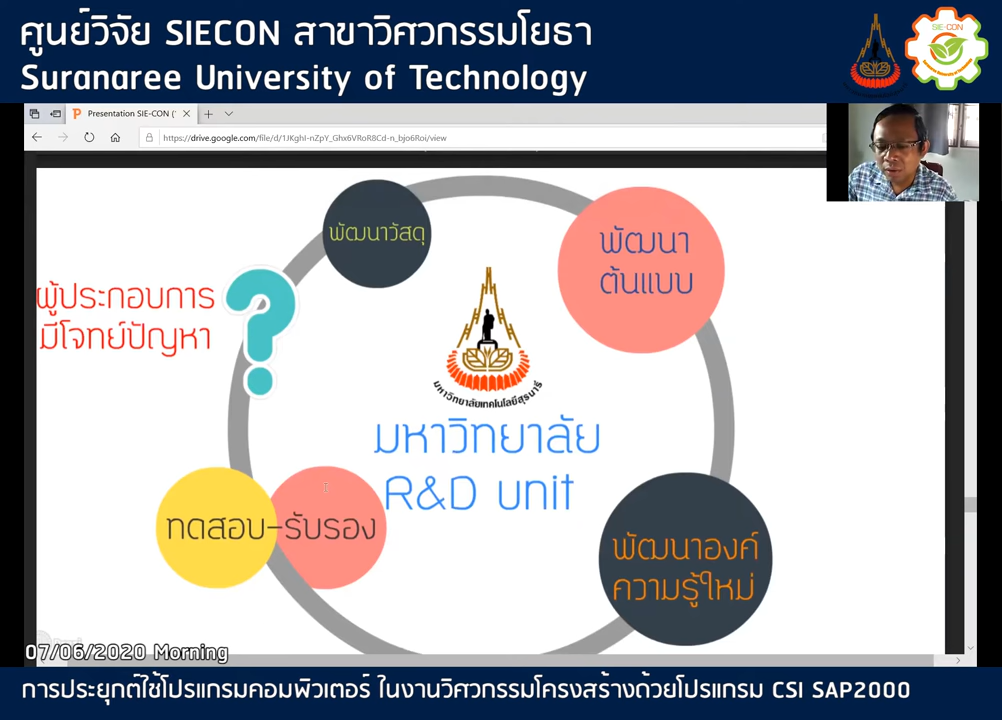 ศูนย์วิจัย SIECON สาขาวิศวกรรมโยธา
Suranaree University of Technology
SIE-CON
Presentation SIE-CON (
https://drive.google.com/file/d/1JKghI-nZpY_Ghx6VRoR8Cd-n_bjo6Roi/view
พัฒนาวัสดุ
พัฒนา
ต้นแบบ
ผู้ประกอบการ
มีโจทย์ปัญหา
?
มหาวิทยาลัยเทคโนโลยีสุรนารี
มหาวิทยาลัย
R&D unit
ทดสอบ-รับรอง
พัฒนาองค์
ความรู้ใหม่
07/06/2020 Morning
การประยุกต์ใช้โปรแกรมคอมพิวเตอร์ ในงานวิศวกรรมโครงสร้างด้วยโปรแกรม CSI SAP2000